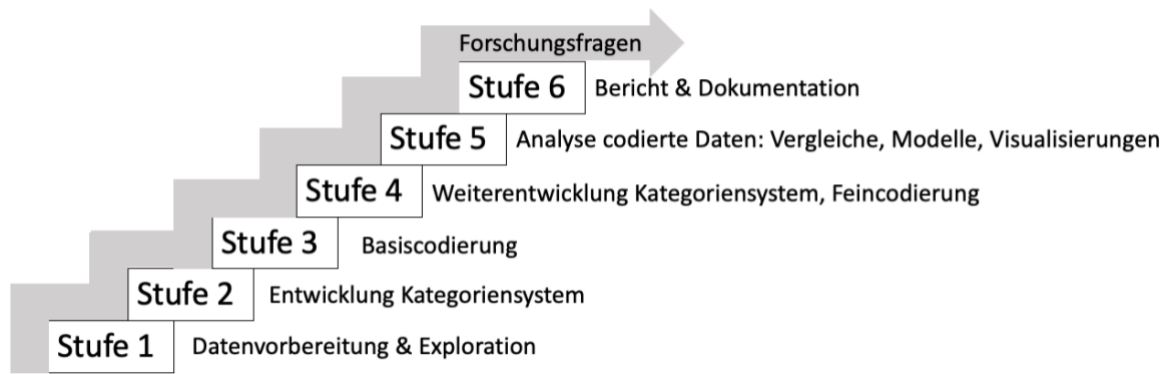 Forschungsfragen
Stufe 6 Bericht & Dokumentation
Stufe 5 Analyse codierte Daten: Vergleiche, Modelle, Visualisierungen
Stufe 4 Weiterentwicklung Kategoriensystem, Feincodierung
Stufe 3 Basiscodierung
Stufe 2 Entwicklung Kategoriensystem
Stufe 1 Datenvorbereitung & Exploration